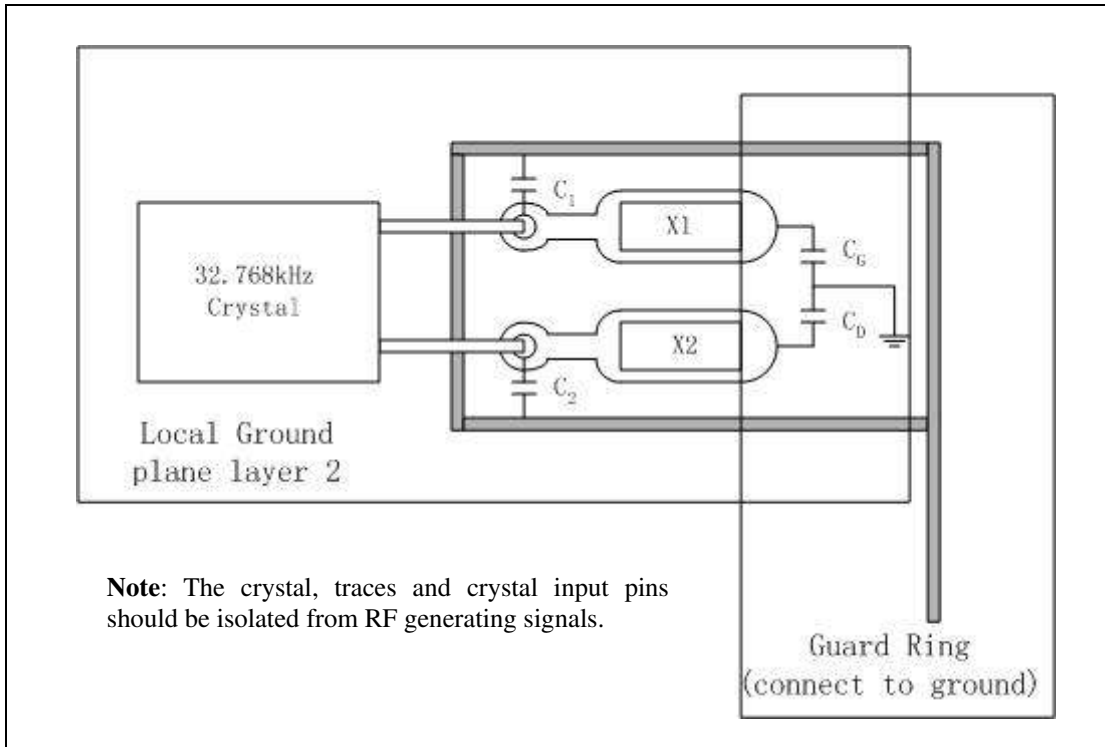 C1
X1
CG
32.768kHz
Crystal
CD
X2
C2
Local Ground
plane layer 2
Note: The crystal, traces and crystal input pins
should be isolated from RF generating signals.
Guard Ring
(connect to ground)